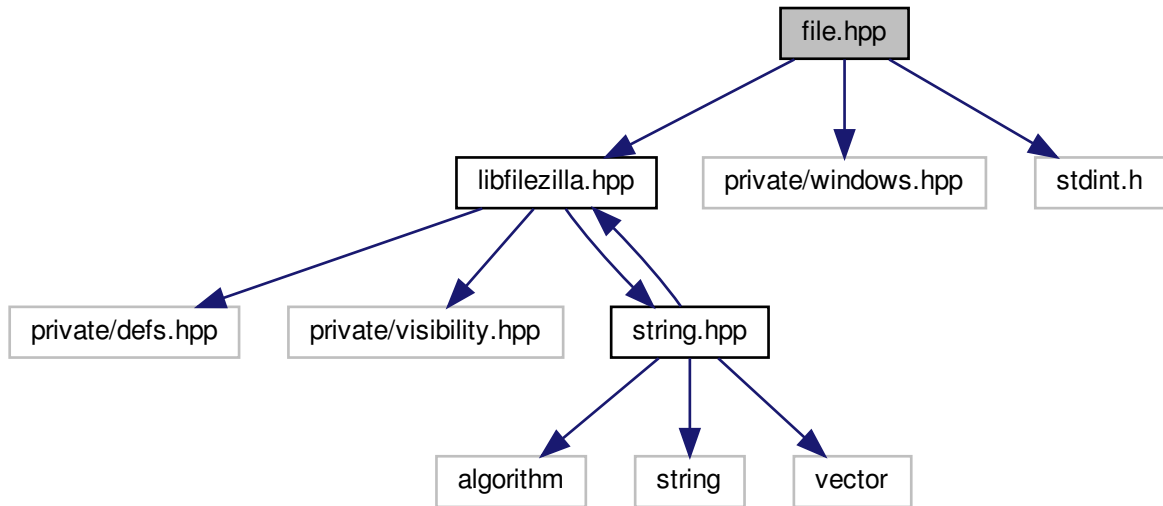 file.hpp
libfilezilla.hpp
private/windows.hpp
stdint.h
private/defs.hpp
private/visibility.hpp
string.hpp
algorithm
string
vector